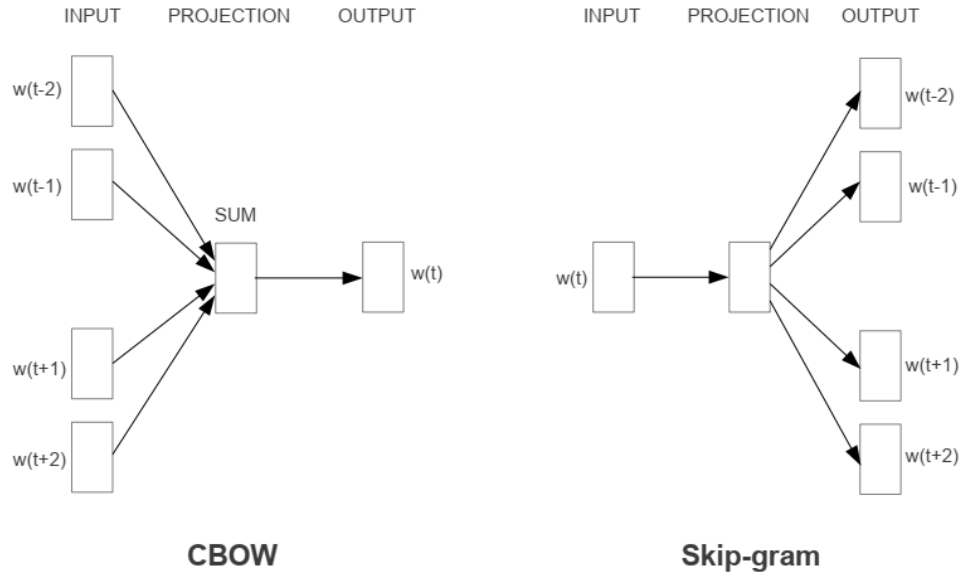 INPUT PROJECTION OUTPUT
w(t-2)
w(t-1)
SUM
w(t)
w(t+1)
w(t+2)
CBOW
INPUT PROJECTION OUTPUT
w(t-2)
w(t-1)
w(t)
w(t+1)
w(t+2)
Skip-gram